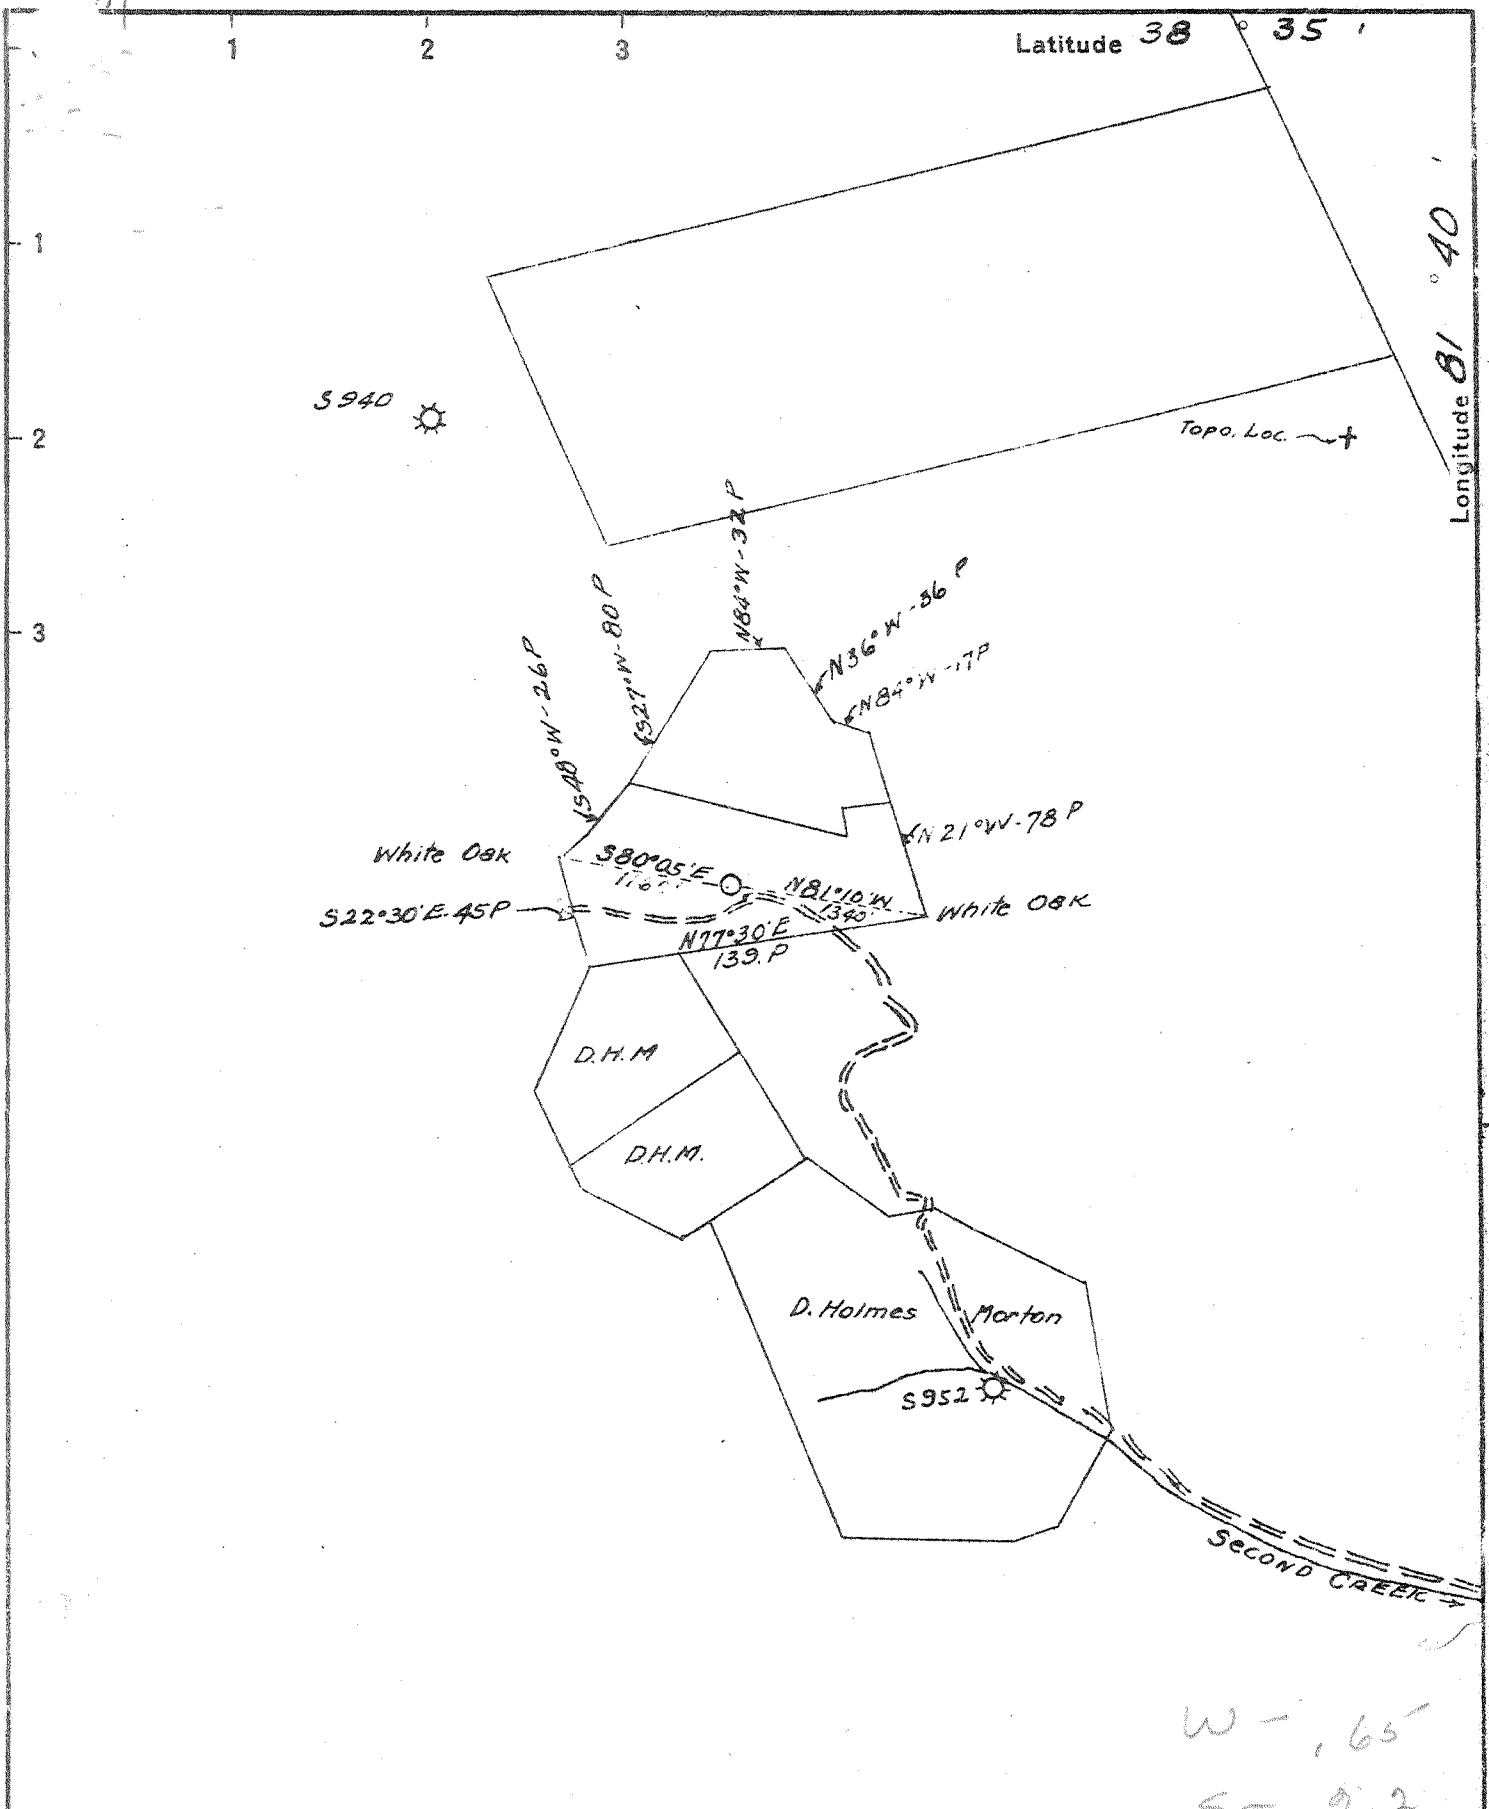 1 2 3
Latitude 38 ° 35 '
Longitude 81 ° 40 '
1
2
3
S940
Topo. Loc.
N84°W-32P
N36°W-36P
N84°W-17P
S27°W-80P
S48°W-26P
N21°W-78P
White Oak
S80°05'E
N81°10'W
1340'
White Oak
S22°30'E-45P
N77°30'E
139.P
D.H.M
D.H.M.
D. Holmes Morton
S952
SECOND CREEK
W - .65